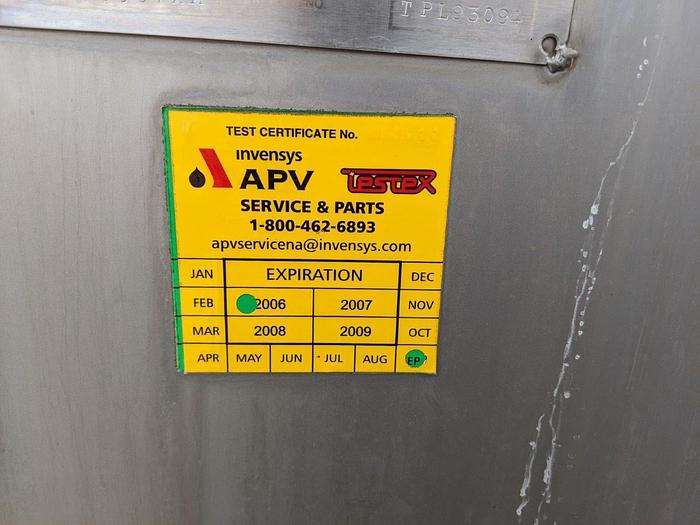 NO.
TPL93094
TEST CERTIFICATE No.
invensys
APV
TESTEX
SERVICE & PARTS
1-800-462-6893
apvservicena@invensys.com
JAN EXPIRATION DEC
FEB 2006 2007 NOV
MAR 2008 2009 OCT
APR MAY JUN JUL AUG